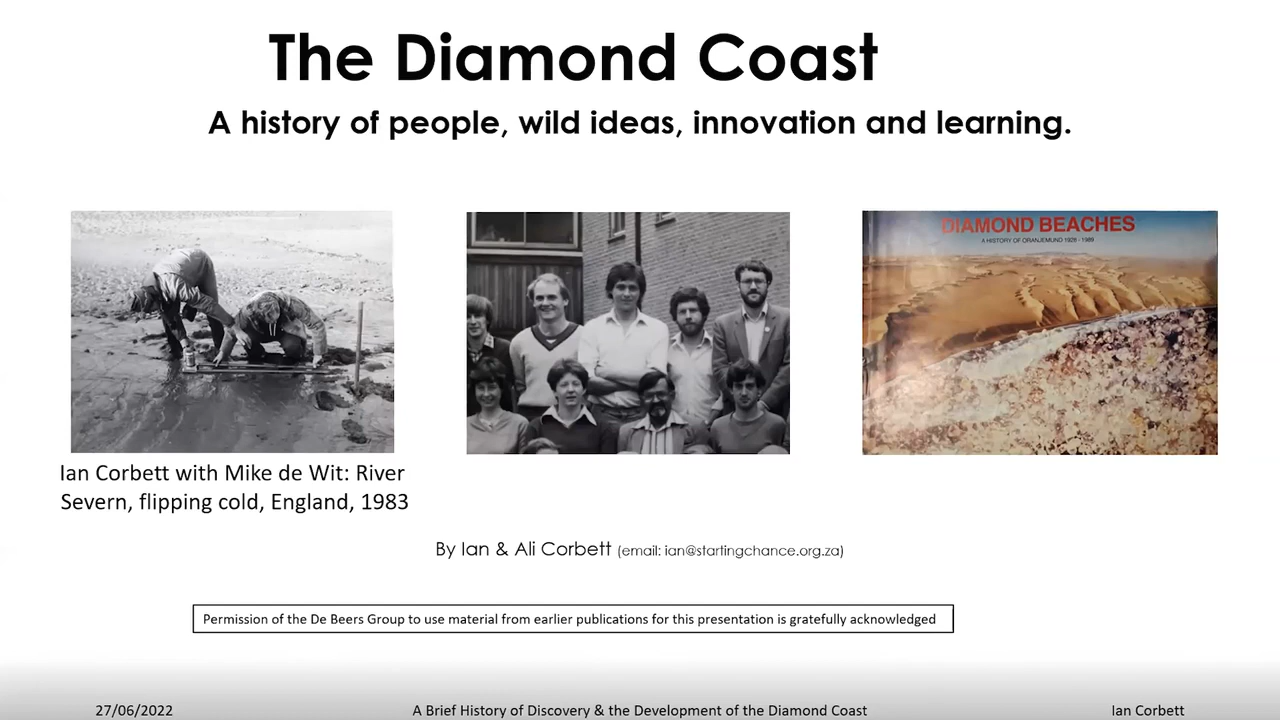 The Diamond Coast
A history of people, wild ideas, innovation and learning.
DIAMOND BEACHES
A HISTORY OF ORANJEMUND 1928 - 1989
Ian Corbett with Mike de Wit: River
Severn, flipping cold, England, 1983
By Ian & Ali Corbett (email: ian@startingchance.org.za)
Permission of the De Beers Group to use material from earlier publications for this presentation is gratefully acknowledged
27/06/2022
A Brief History of Discovery & the Development of the Diamond Coast
Ian Corbett